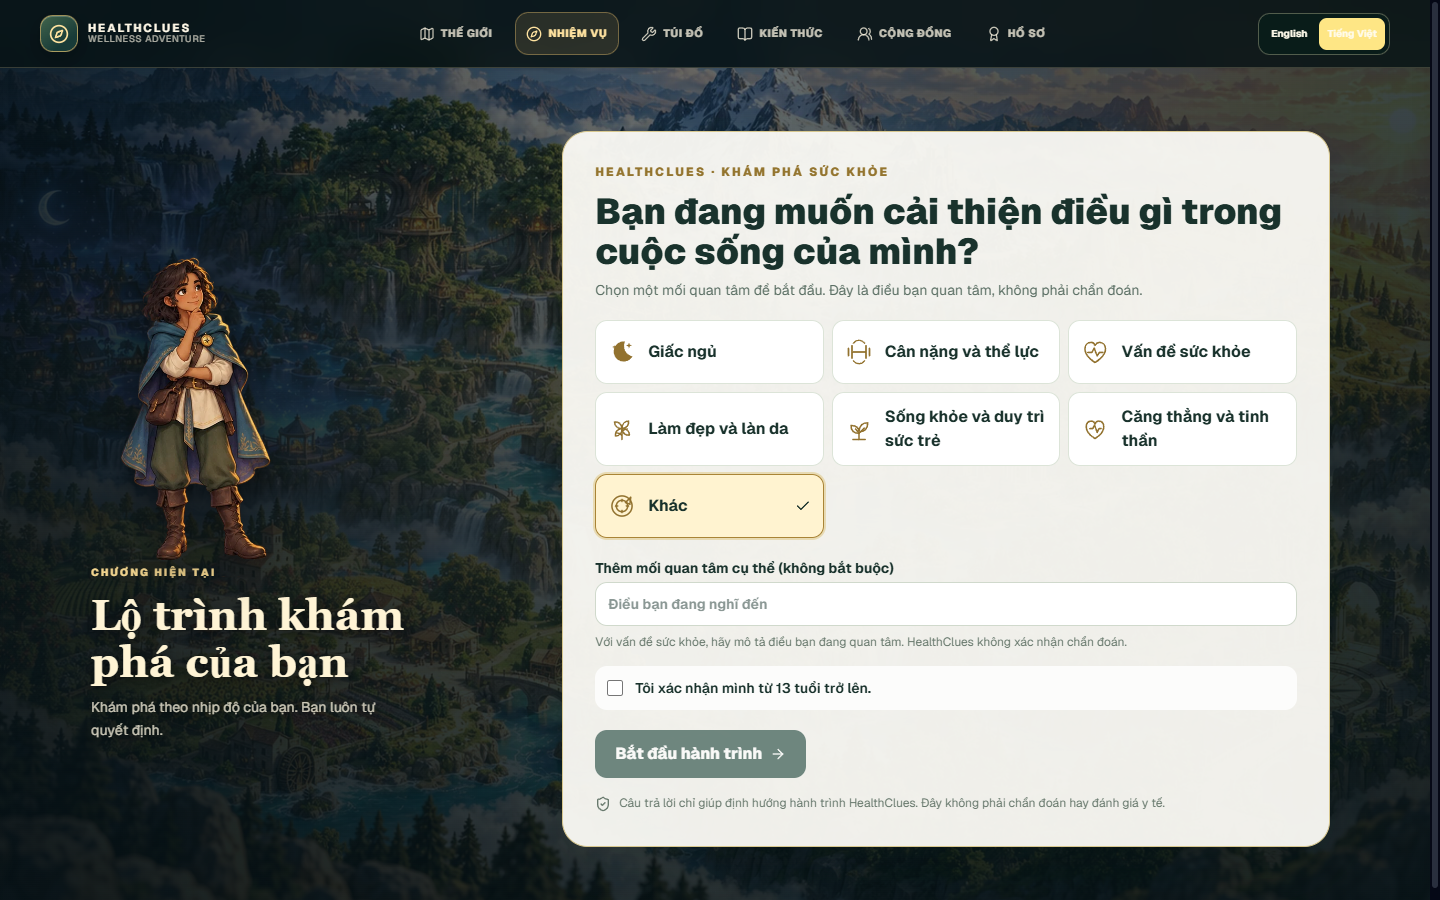 HEALTHCLUES
WELLNESS ADVENTURE
THẾ GIỚI
NHIỆM VỤ
TÚI ĐỒ
KIẾN THỨC
CỘNG ĐỒNG
HỒ SƠ
English
Tiếng Việt
CHƯƠNG HIỆN TẠI
Lộ trình khám
phá của bạn
Khám phá theo nhịp độ của bạn. Bạn luôn tự
quyết định.
HEALTHCLUES · KHÁM PHÁ SỨC KHỎE
Bạn đang muốn cải thiện điều gì trong
cuộc sống của mình?
Chọn một mối quan tâm để bắt đầu. Đây là điều bạn quan tâm, không phải chẩn đoán.
Giấc ngủ
Cân nặng và thể lực
Vấn đề sức khỏe
Làm đẹp và làn da
Sống khỏe và duy trì
sức trẻ
Căng thẳng và tinh
thần
Khác
Thêm mối quan tâm cụ thể (không bắt buộc)
Điều bạn đang nghĩ đến
Với vấn đề sức khỏe, hãy mô tả điều bạn đang quan tâm. HealthClues không xác nhận chẩn đoán.
Tôi xác nhận mình từ 13 tuổi trở lên.
Bắt đầu hành trình
Câu trả lời chỉ giúp định hướng hành trình HealthClues. Đây không phải chẩn đoán hay đánh giá y tế.